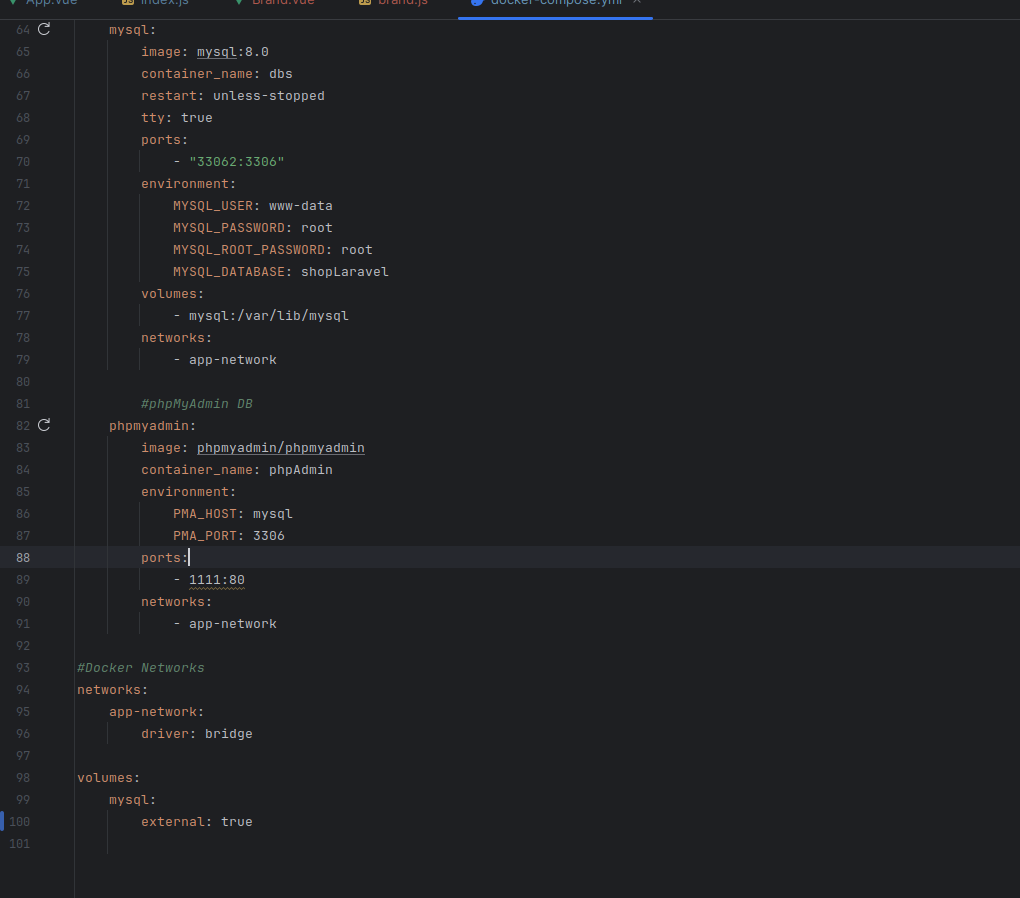 App.vue index.js Brand.vue brand.js docker-compose.yml ×
64 mysql:
65 image: mysql:8.0
66 container_name: dbs
67 restart: unless-stopped
68 tty: true
69 ports:
70 - "33062:3306"
71 environment:
72 MYSQL_USER: www-data
73 MYSQL_PASSWORD: root
74 MYSQL_ROOT_PASSWORD: root
75 MYSQL_DATABASE: shopLaravel
76 volumes:
77 - mysql:/var/lib/mysql
78 networks:
79 - app-network
80
81 #phpMyAdmin DB
82 phpmyadmin:
83 image: phpmyadmin/phpmyadmin
84 container_name: phpAdmin
85 environment:
86 PMA_HOST: mysql
87 PMA_PORT: 3306
88 ports:
89 - 1111:80
90 networks:
91 - app-network
92
93 #Docker Networks
94 networks:
95 app-network:
96 driver: bridge
97
98 volumes:
99 mysql:
100 external: true
101